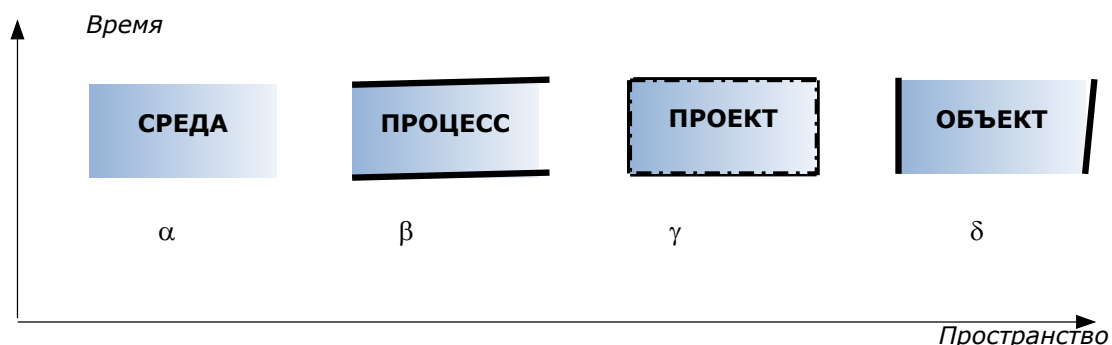 Время
СРЕДА
ПРОЦЕСС
ПРОЕКТ
ОБЪЕКТ
α
β
γ
δ
Пространство